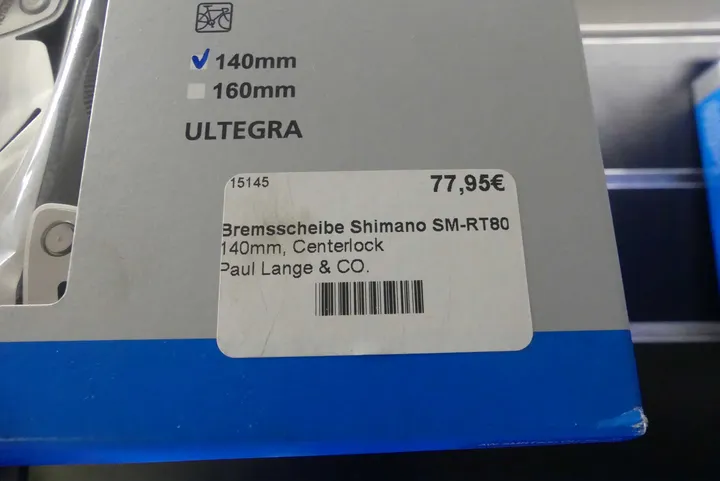 140mm
160mm
ULTEGRA
15145 77,95€
Bremsscheibe Shimano SM-RT80
140mm, Centerlock
Paul Lange & CO.